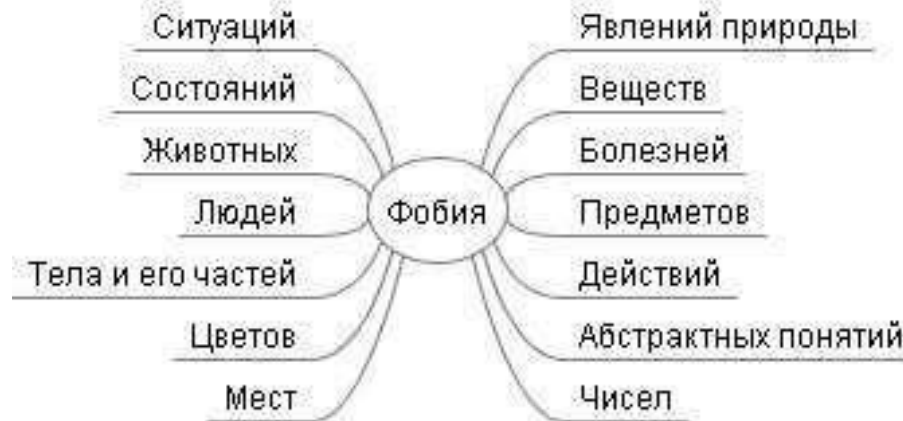 Ситуаций
Состояний
Животных
Людей
Тела и его частей
Цветов
Мест
Фобия
Явлений природы
Веществ
Болезней
Предметов
Действий
Абстрактных понятий
Чисел